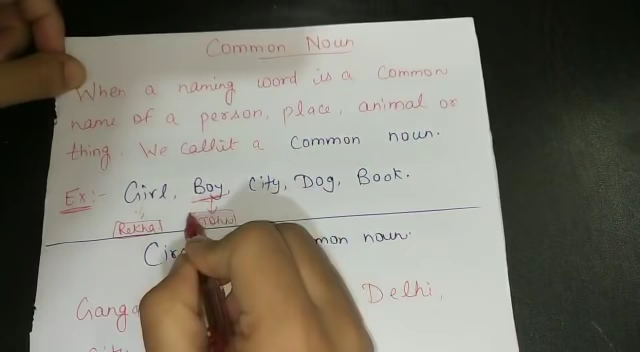 Common Noun
When a naming word is a common
name of a person, place, animal or
thing. We call it a common noun.
Ex:- Girl, Boy, City, Dog, Book.
Rekha
mon noun.
Ganga
Delhi,